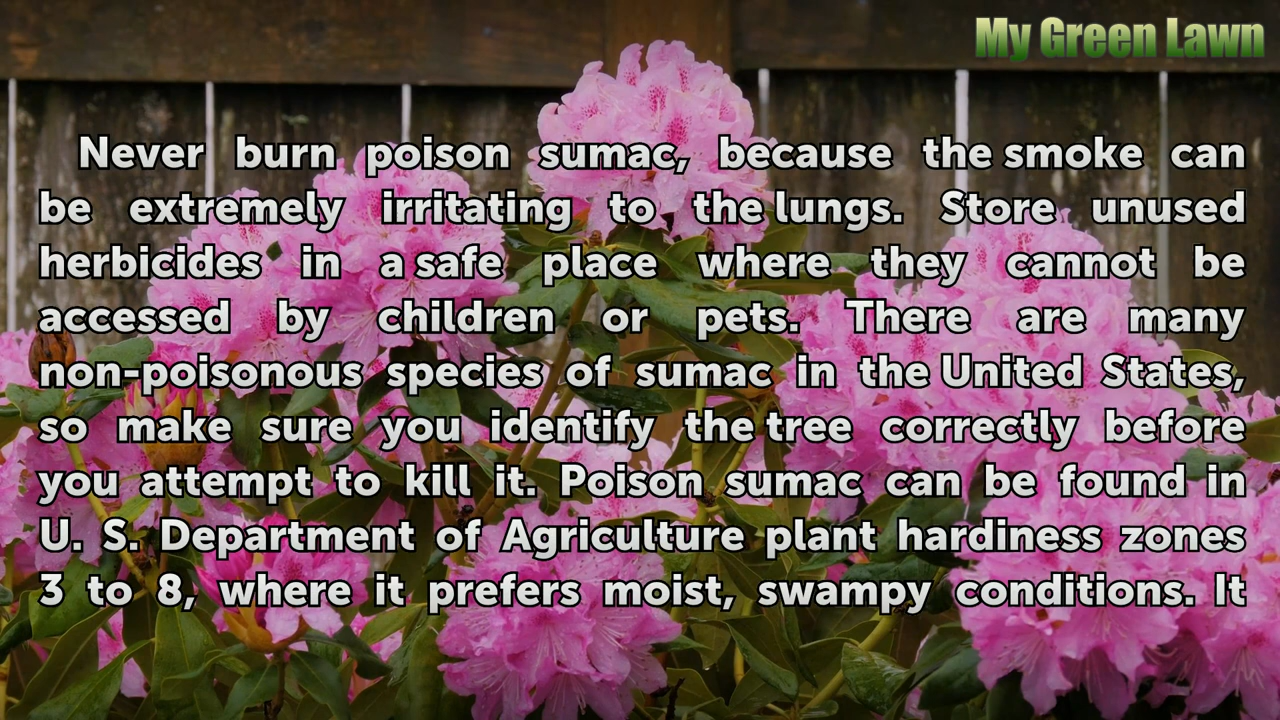 My Green Lawn
Never burn poison sumac, because the smoke can
be extremely irritating to the lungs. Store unused
herbicides in a safe place where they cannot be
accessed by children or pets. There are many
non-poisonous species of sumac in the United States,
so make sure you identify the tree correctly before
you attempt to kill it. Poison sumac can be found in
U. S. Department of Agriculture plant hardiness zones
3 to 8, where it prefers moist, swampy conditions. It